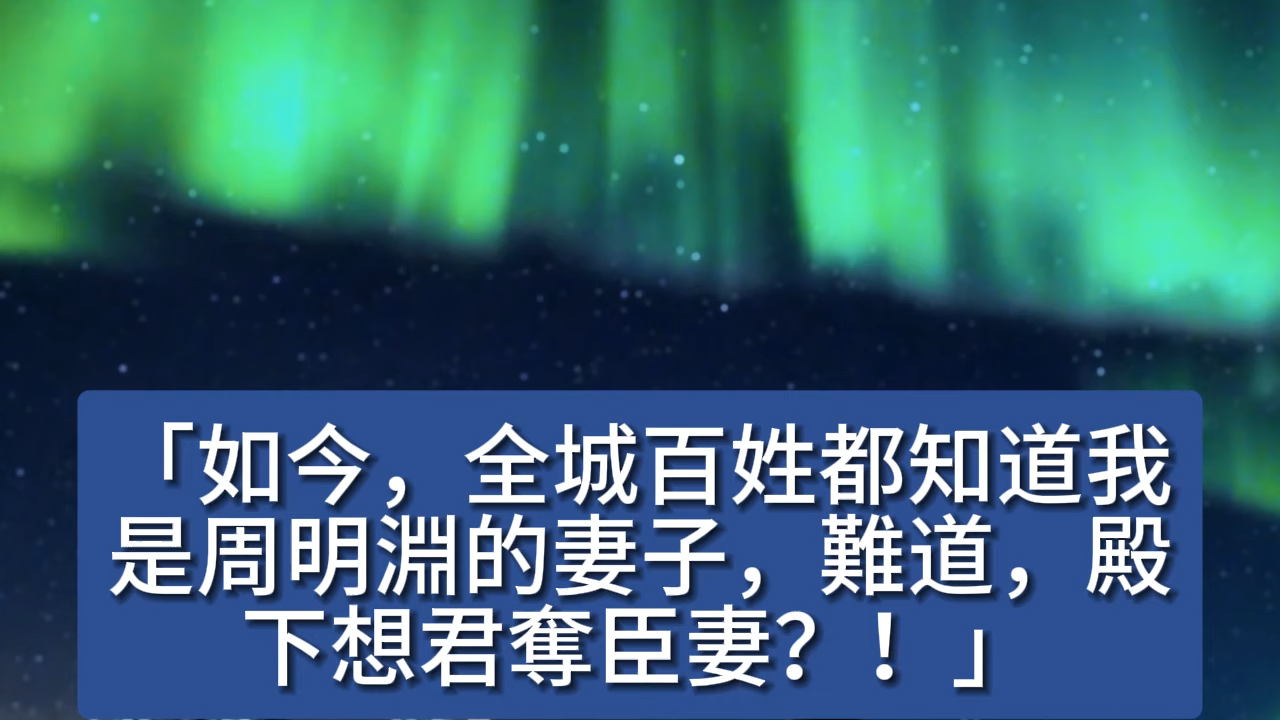 「如今，全城百姓都知道我
是周明淵的妻子，難道，殿
下想君奪臣妻？！」